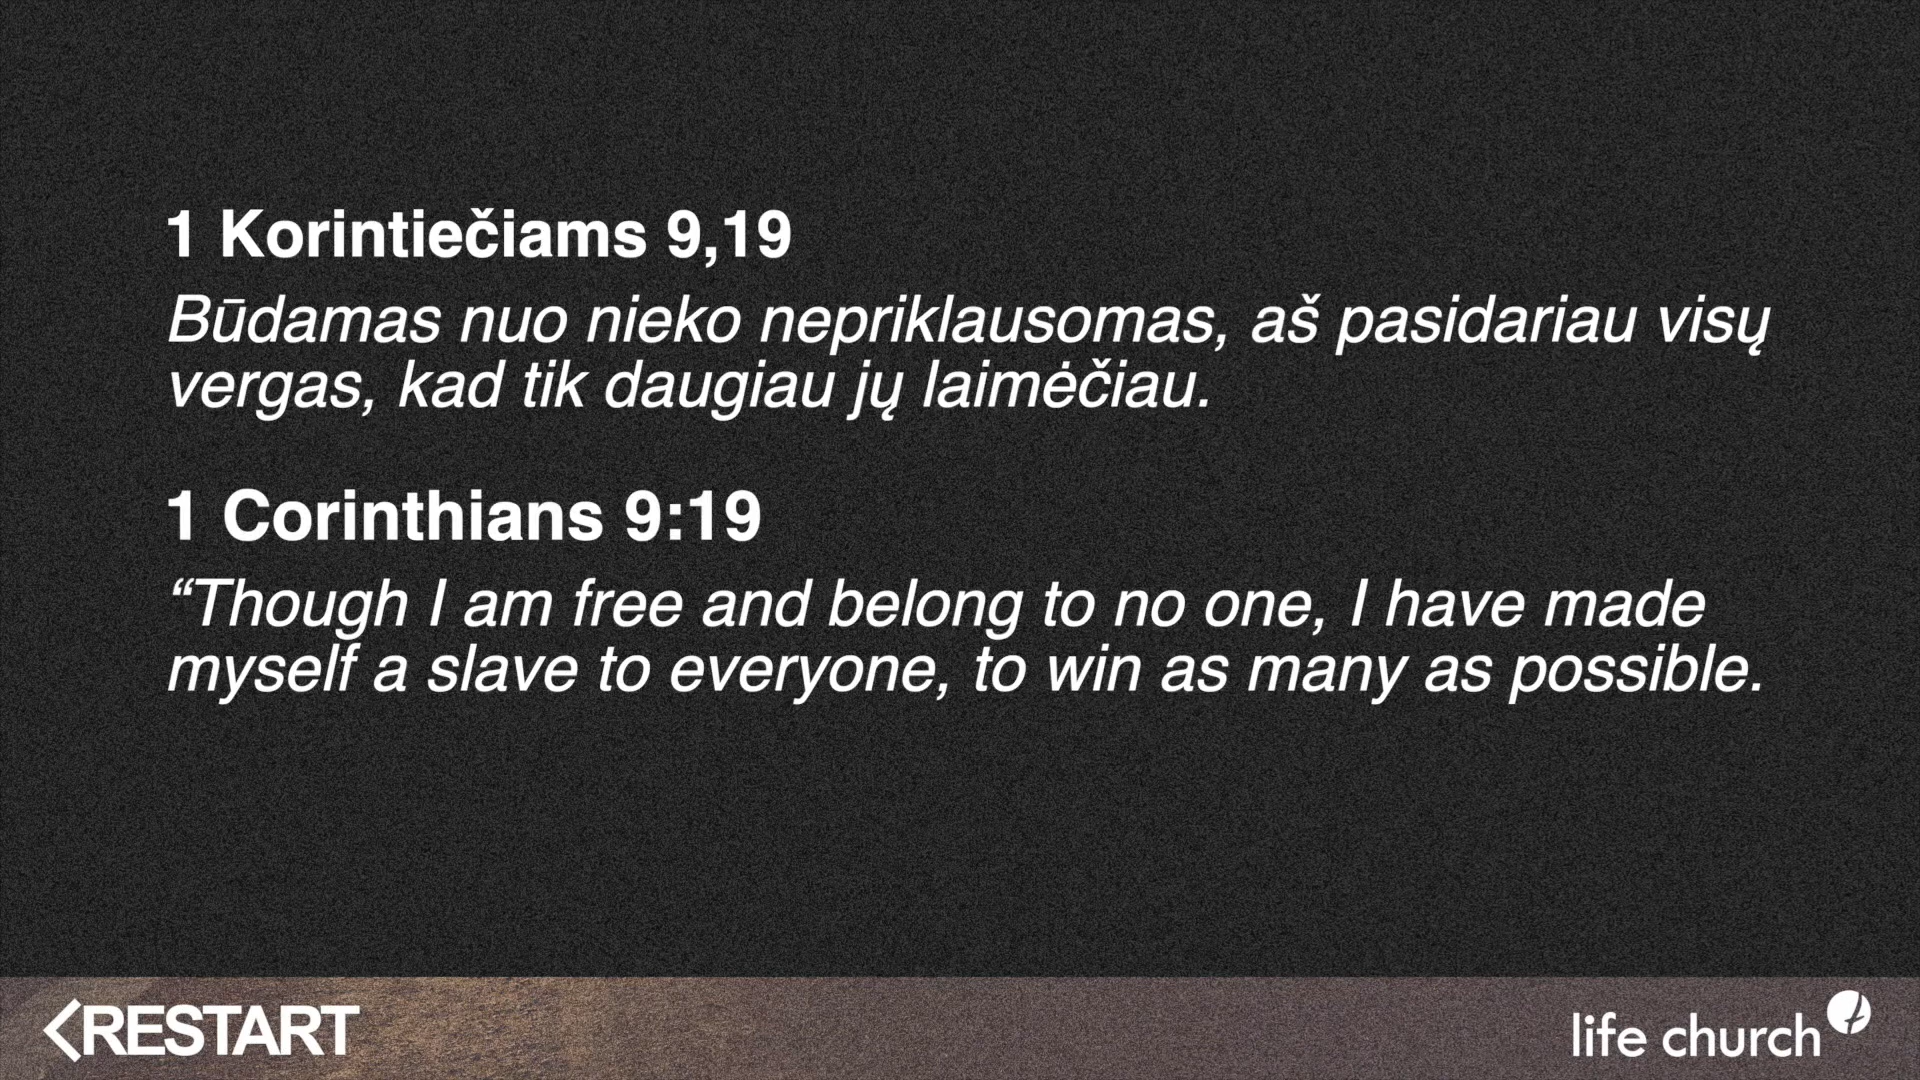 1 Korintiečiams 9,19
Būdamas nuo nieko nepriklausomas, aš pasidariau visų
vergas, kad tik daugiau jų laimėčiau.
1 Corinthians 9:19
“Though I am free and belong to no one, I have made
myself a slave to everyone, to win as many as possible.
<RESTART
life church